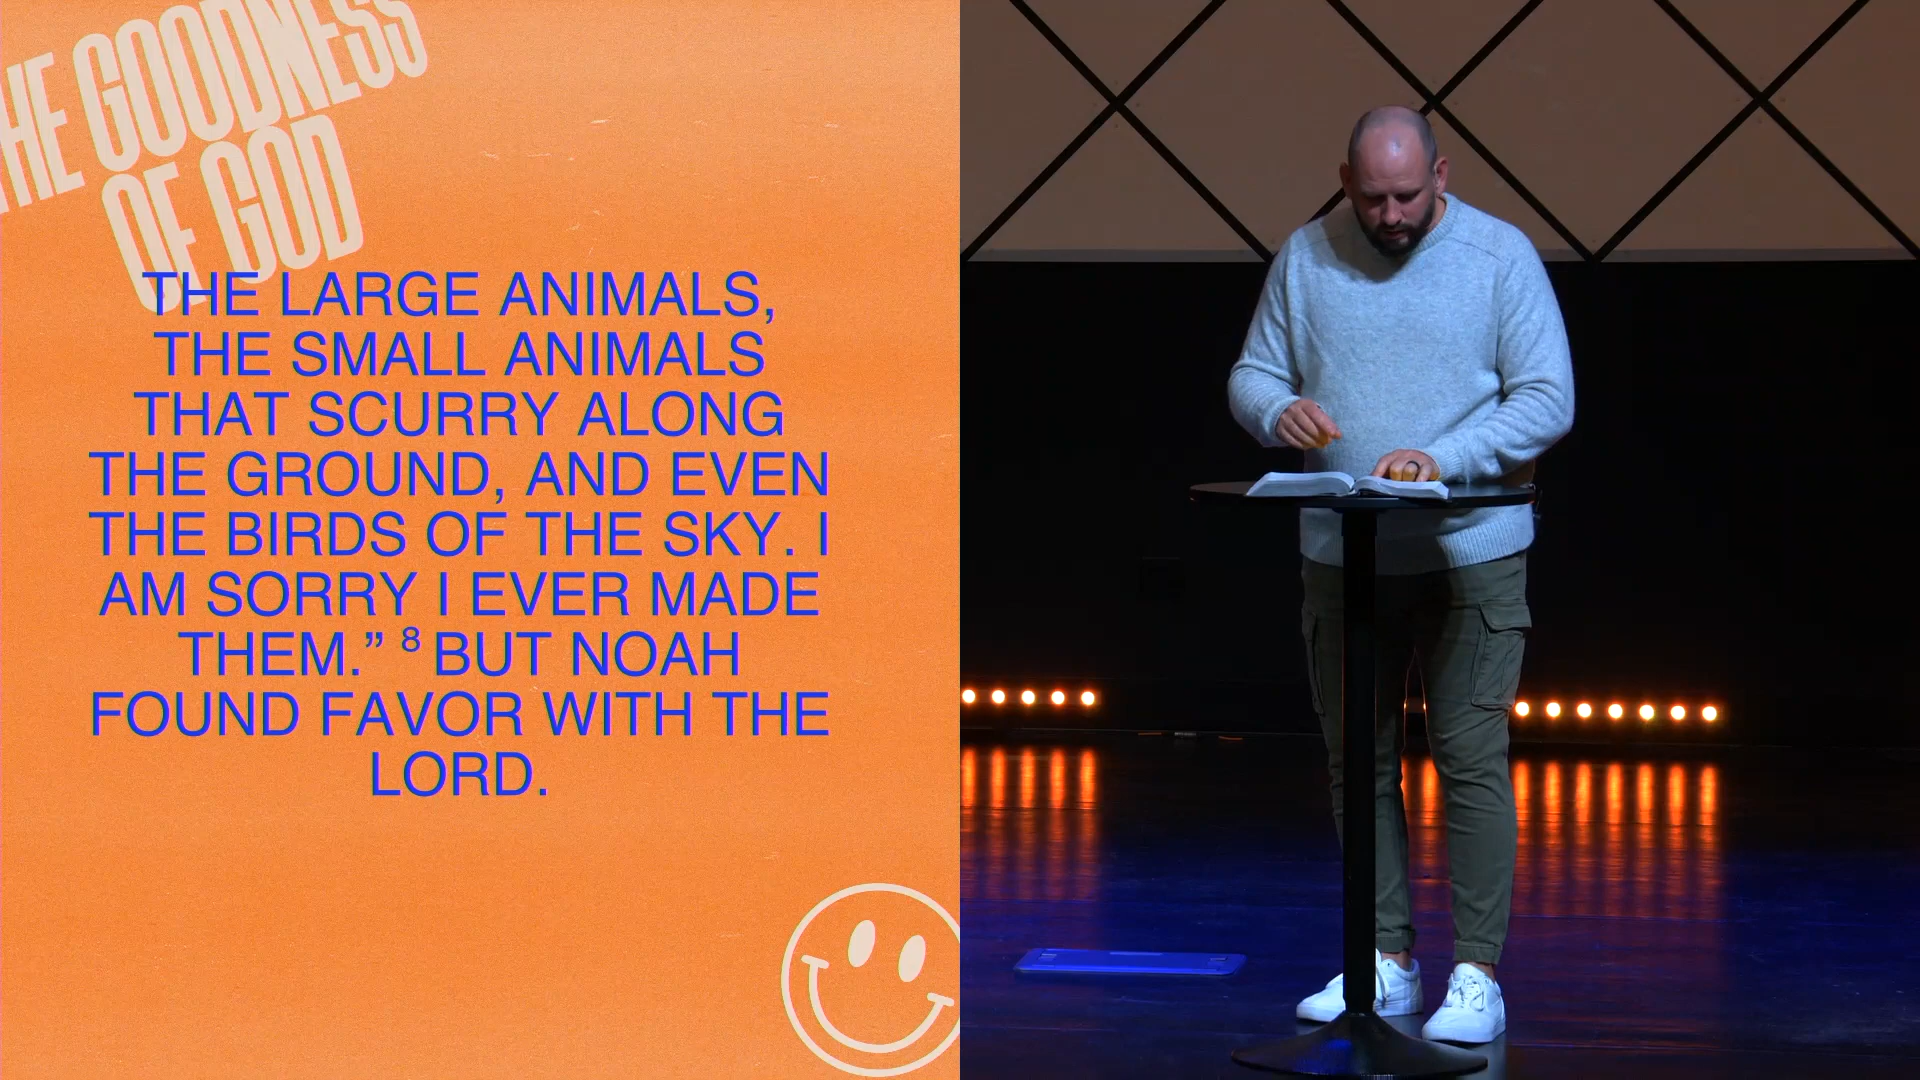 THE GOODNESS
OF GOD
THE LARGE ANIMALS,
THE SMALL ANIMALS
THAT SCURRY ALONG
THE GROUND, AND EVEN
THE BIRDS OF THE SKY. I
AM SORRY I EVER MADE
THEM.” 8 BUT NOAH
FOUND FAVOR WITH THE
LORD.